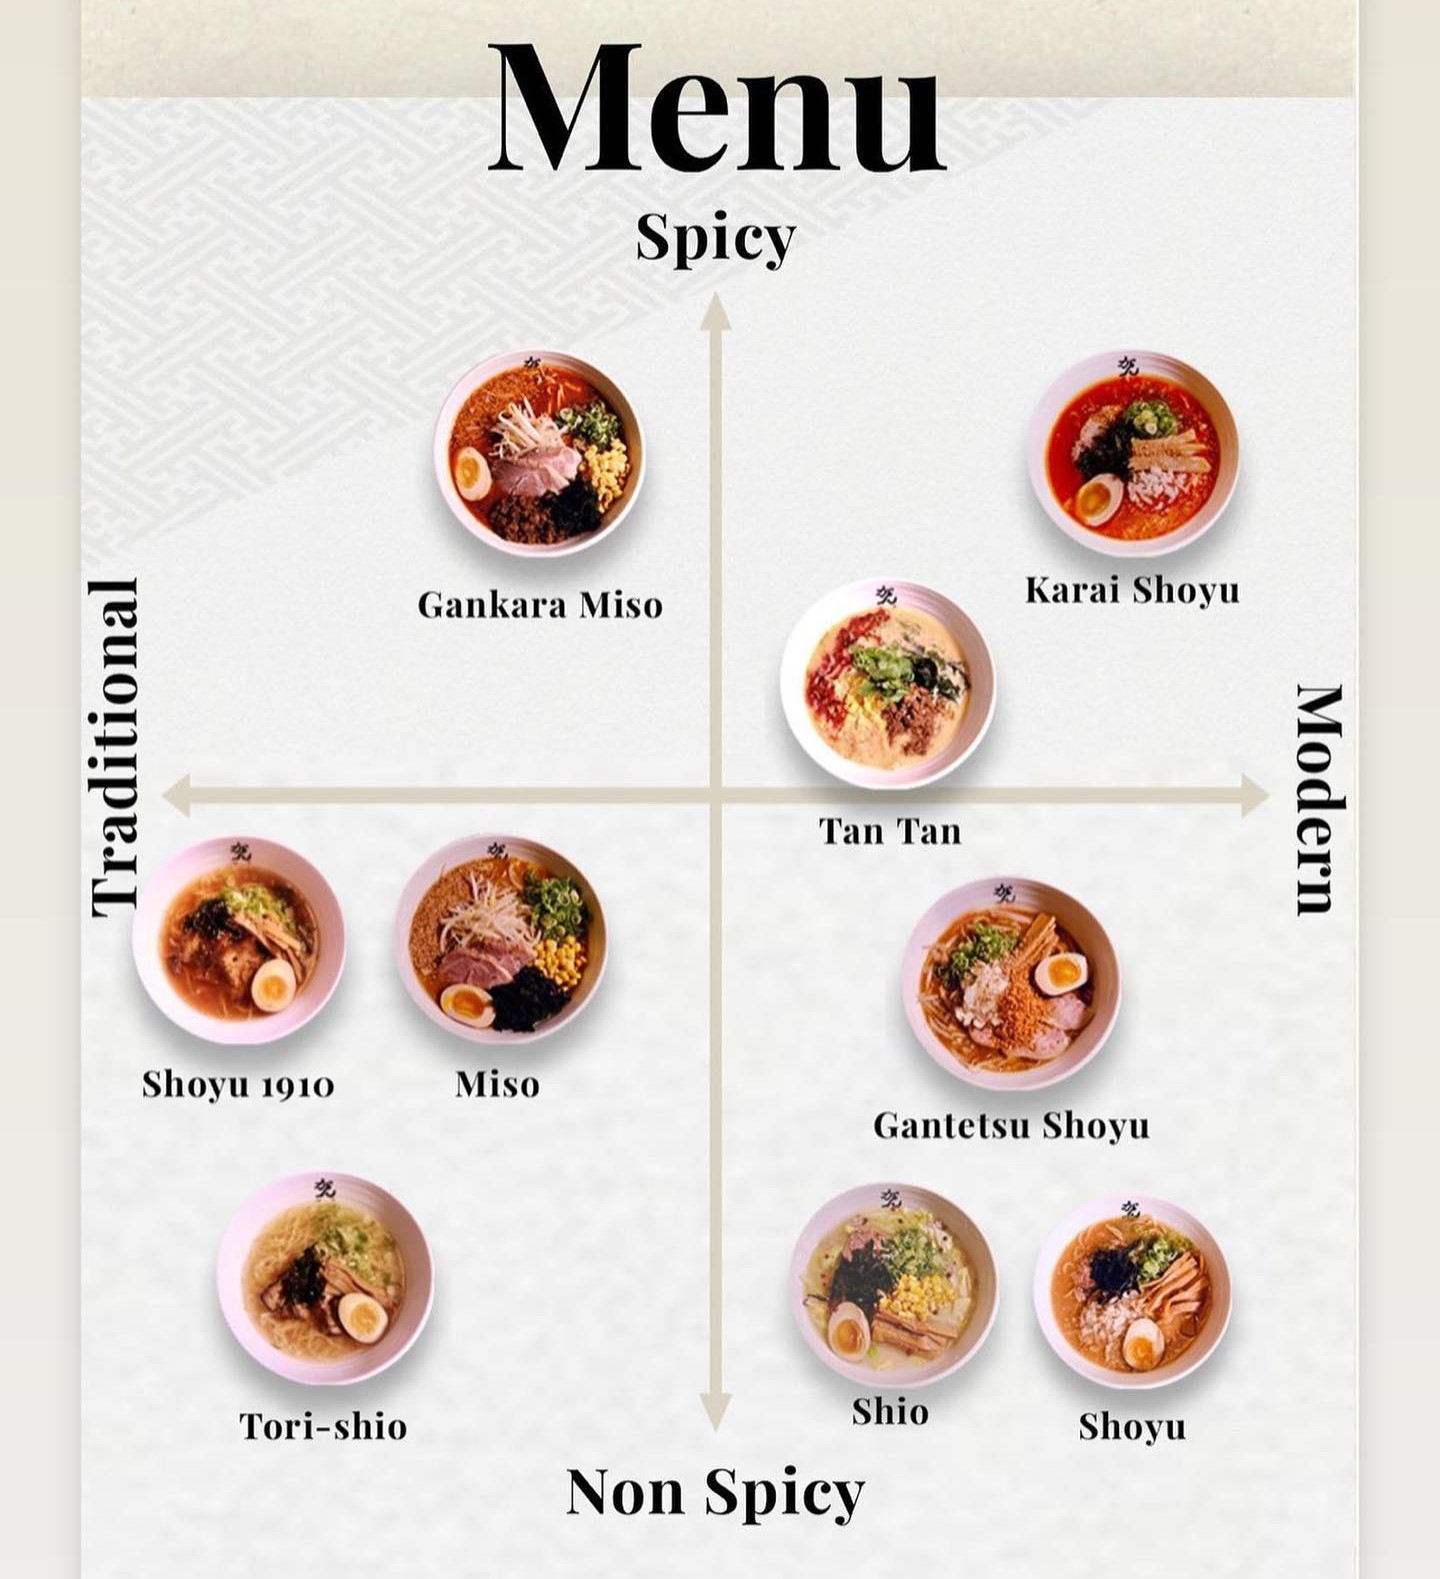 Menu
Spicy
Gankara Miso
Karai Shoyu
Traditional
Modern
Tan Tan
Shoyu 1910
Miso
Gantetsu Shoyu
Tori-shio
Shio
Shoyu
Non Spicy